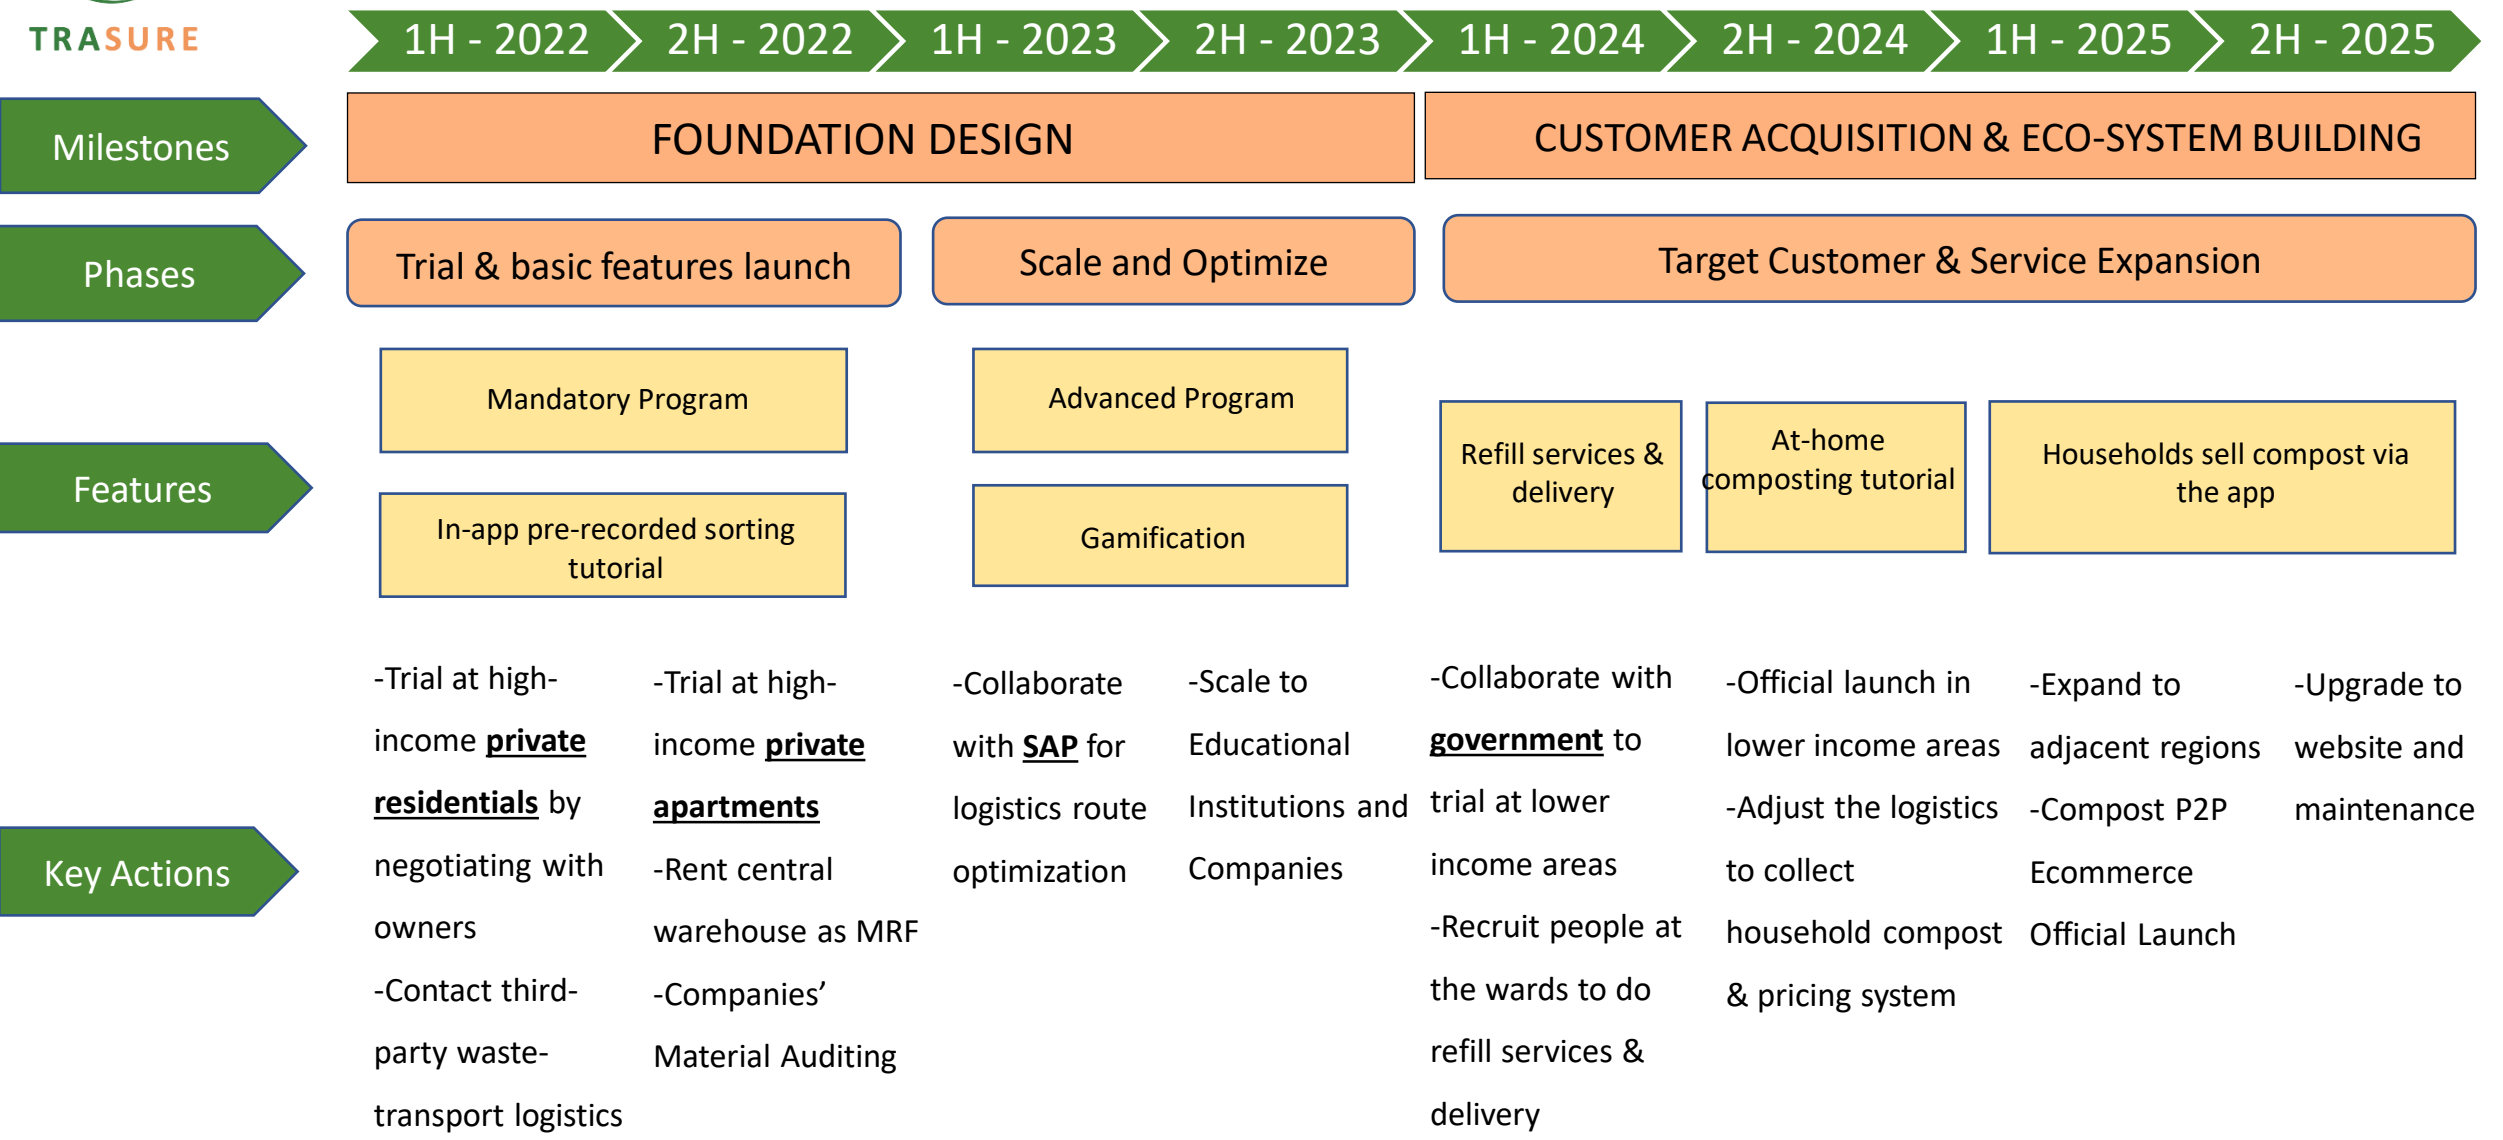 TRASURE
1H - 2022
2H - 2022
1H - 2023
2H - 2023
1H - 2024
2H - 2024
1H - 2025
2H - 2025
Milestones
FOUNDATION DESIGN
CUSTOMER ACQUISITION & ECO-SYSTEM BUILDING
Phases
Trial & basic features launch
Scale and Optimize
Target Customer & Service Expansion
Features
Mandatory Program
In-app pre-recorded sorting
tutorial
Advanced Program
Gamification
Refill services &
delivery
At-home
composting tutorial
Households sell compost via
the app
Key Actions
-Trial at high-
income private
residentials by
negotiating with
owners
-Contact third-
party waste-
transport logistics
-Trial at high-
income private
apartments
-Rent central
warehouse as MRF
-Companies’
Material Auditing
-Collaborate
with SAP for
logistics route
optimization
-Scale to
Educational
Institutions and
Companies
-Collaborate with
government to
trial at lower
income areas
-Recruit people at
the wards to do
refill services &
delivery
-Official launch in
lower income areas
-Adjust the logistics
to collect
household compost
& pricing system
-Expand to
adjacent regions
-Compost P2P
Ecommerce
Official Launch
-Upgrade to
website and
maintenance